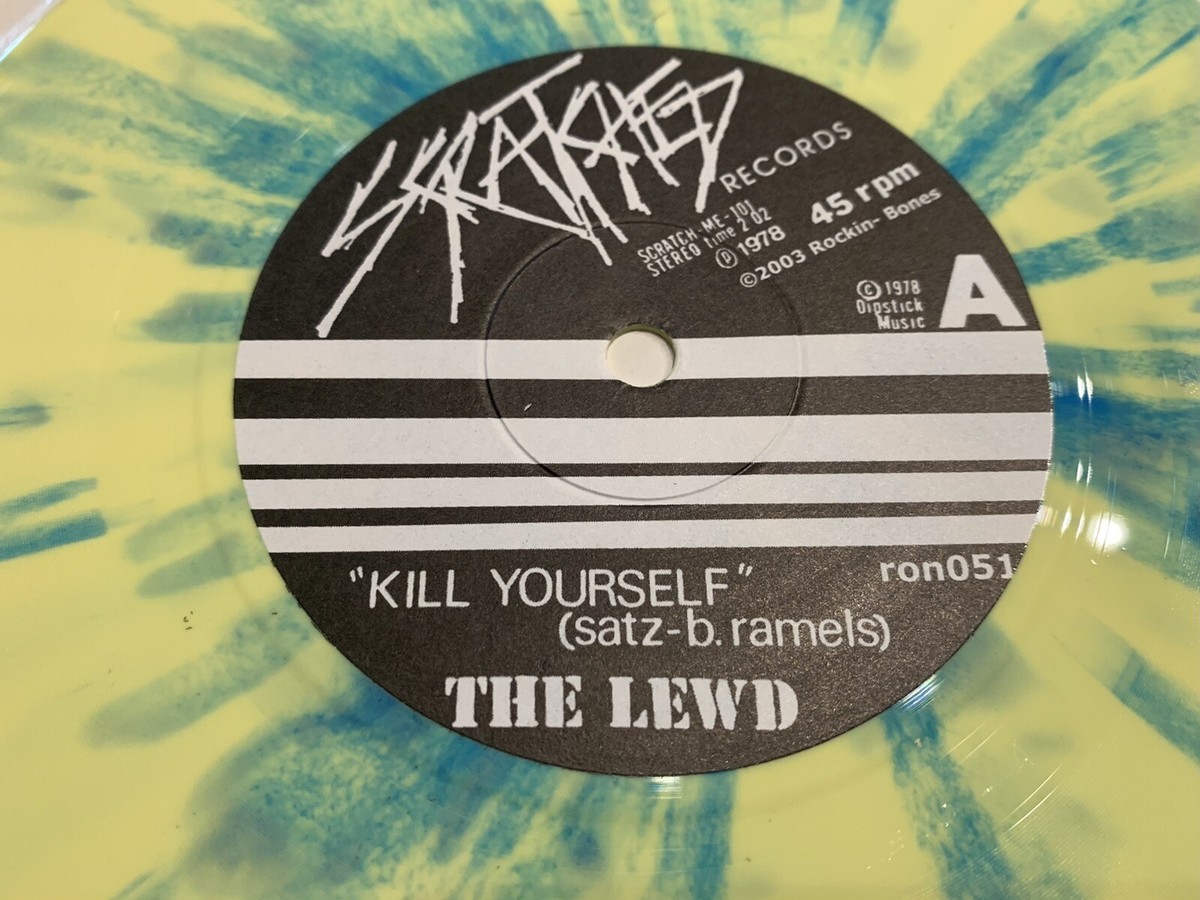 SCRATCHED
RECORDS
SCRATCH-ME-101
STEREO time 2 02
℗ 1978
45 rpm
©2003 Rockin-Bones
© 1978
Dipstick
Music
A
"KILL YOURSELF"
(satz-b. ramels)
ron051
THE LEWD